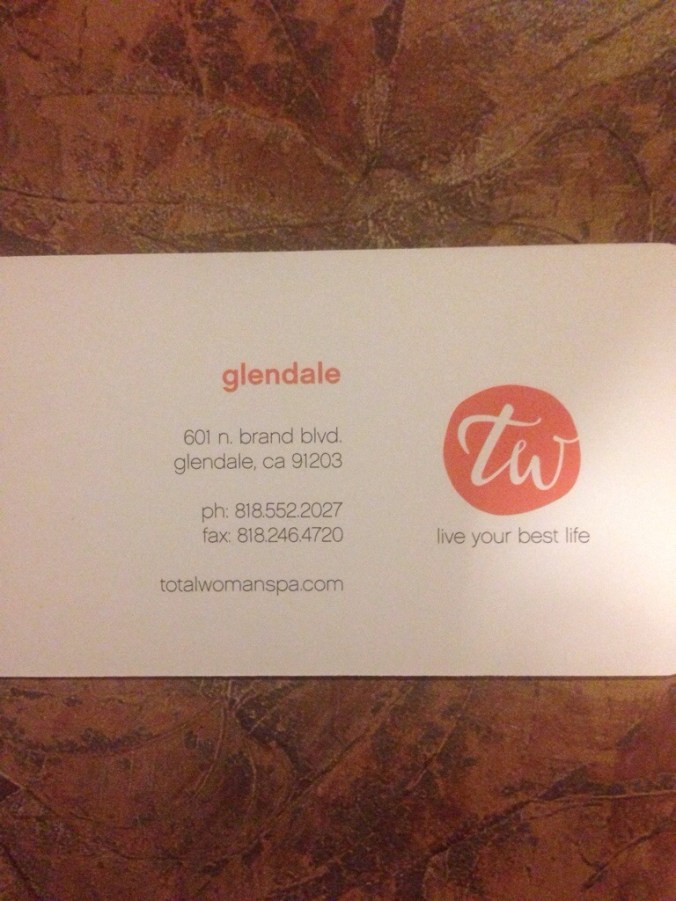 glendale
601 n. brand blvd.
glendale, ca 91203
ph: 818.552.2027
fax: 818.246.4720
totalwomanspa.com
tw
live your best life